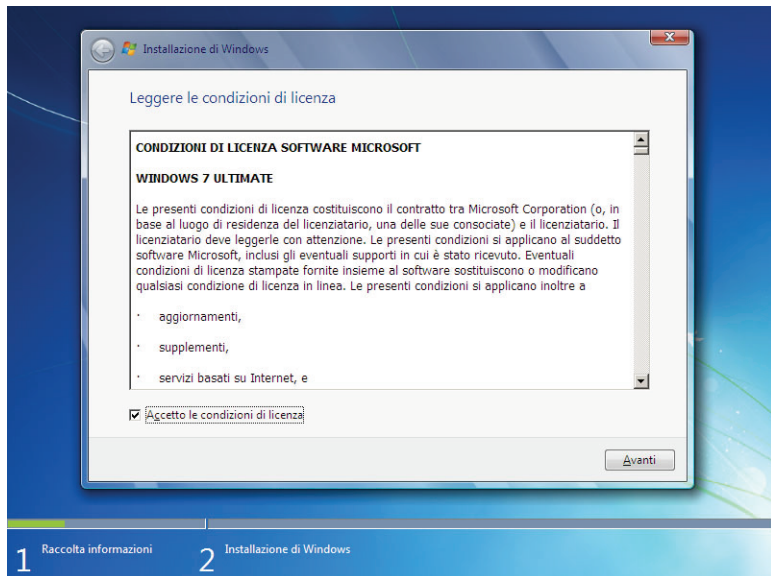 Installazione di Windows
Leggere le condizioni di licenza
CONDIZIONI DI LICENZA SOFTWARE MICROSOFT
WINDOWS 7 ULTIMATE
Le presenti condizioni di licenza costituiscono il contratto tra Microsoft Corporation (o, in
base al luogo di residenza del licenziatario, una delle sue consociate) e il licenziatario. Il
licenziatario deve leggerle con attenzione. Le presenti condizioni si applicano al suddetto
software Microsoft, inclusi gli eventuali supporti in cui è stato ricevuto. Eventuali
condizioni di licenza stampate fornite insieme al software sostituiscono o modificano
qualsiasi condizione di licenza in linea. Le presenti condizioni si applicano inoltre a
· aggiornamenti,
· supplementi,
· servizi basati su Internet, e
Accetto le condizioni di licenza
Avanti
1 Raccolta informazioni
2 Installazione di Windows